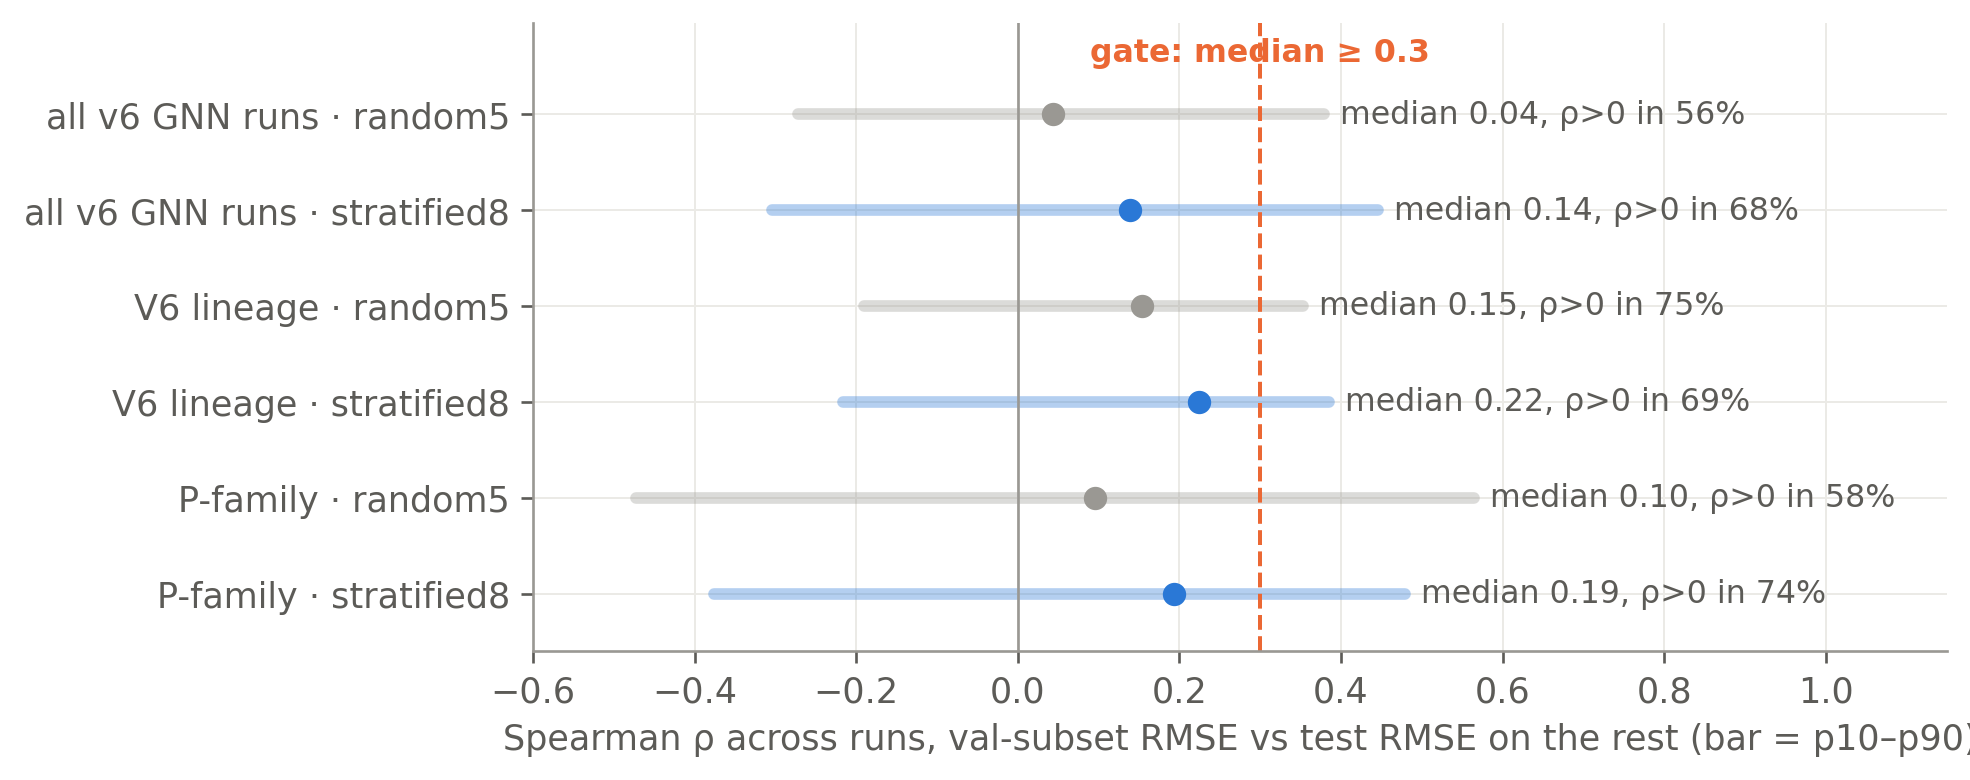 gate: median ≥ 0.3
all v6 GNN runs · random5
median 0.04, ρ>0 in 56%
all v6 GNN runs · stratified8
median 0.14, ρ>0 in 68%
V6 lineage · random5
median 0.15, ρ>0 in 75%
V6 lineage · stratified8
median 0.22, ρ>0 in 69%
P-family · random5
median 0.10, ρ>0 in 58%
P-family · stratified8
median 0.19, ρ>0 in 74%
−0.6 −0.4 −0.2 0.0 0.2 0.4 0.6 0.8 1.0
Spearman ρ across runs, val-subset RMSE vs test RMSE on the rest (bar = p10–p90)